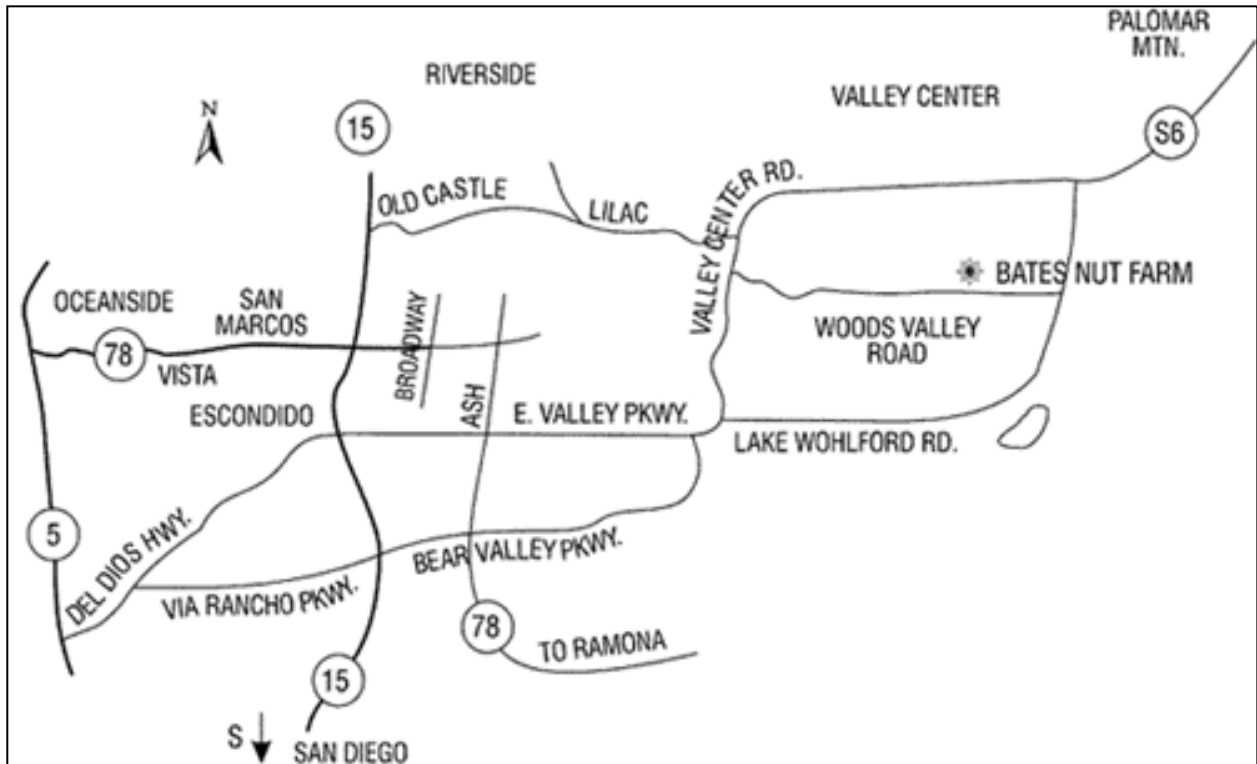 PALOMAR
MTN.
RIVERSIDE
VALLEY CENTER
N
15
S6
OLD CASTLE
LILAC
VALLEY CENTER RD.
BATES NUT FARM
OCEANSIDE
SAN
MARCOS
78
VISTA
BROADWAY
WOODS VALLEY
ROAD
ESCONDIDO
ASH
E. VALLEY PKWY.
LAKE WOHLFORD RD.
5
DEL DIOS HWY.
BEAR VALLEY PKWY.
VIA RANCHO PKWY.
78
TO RAMONA
15
S
SAN DIEGO